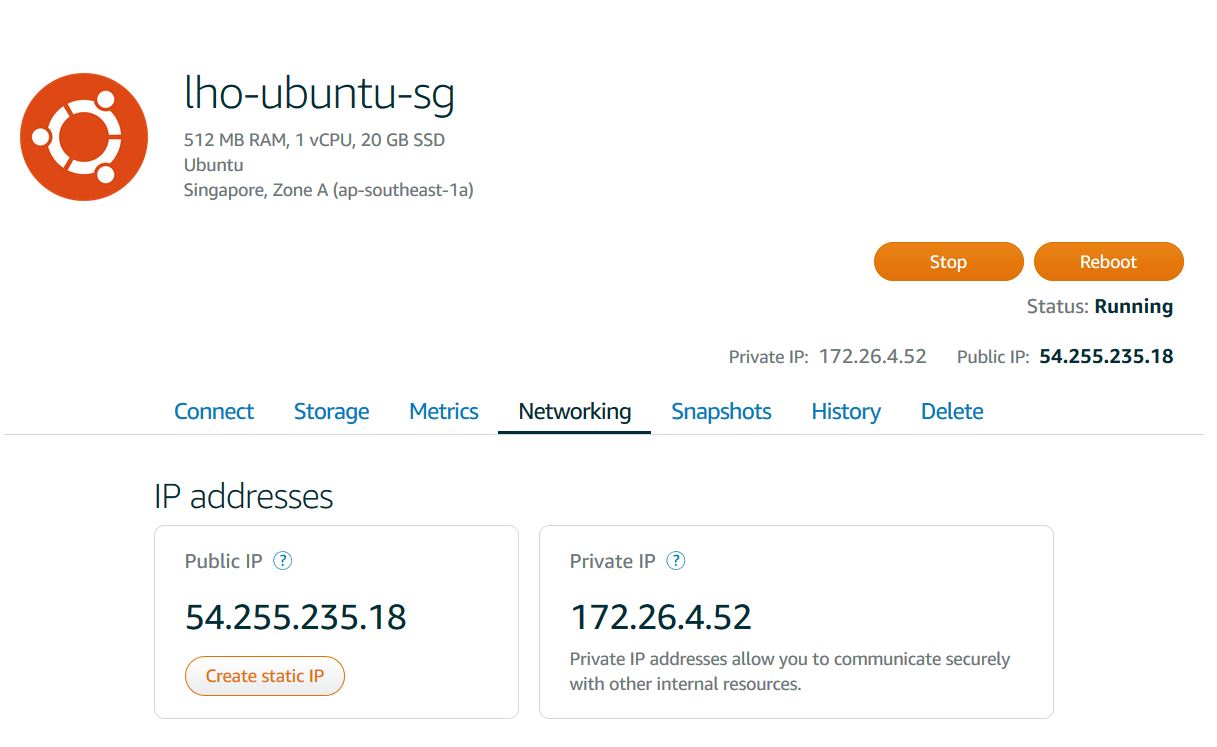 lho-ubuntu-sg
512 MB RAM, 1 vCPU, 20 GB SSD
Ubuntu
Singapore, Zone A (ap-southeast-1a)
Stop Reboot
Status: Running
Private IP: 172.26.4.52 Public IP: 54.255.235.18
Connect Storage Metrics Networking Snapshots History Delete
IP addresses
Public IP ?
54.255.235.18
Create static IP
Private IP ?
172.26.4.52
Private IP addresses allow you to communicate securely
with other internal resources.